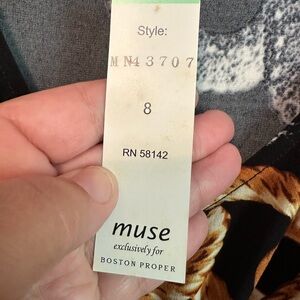 Style:
MN43707
8
RN 58142
muse
exclusively for
BOSTON PROPER